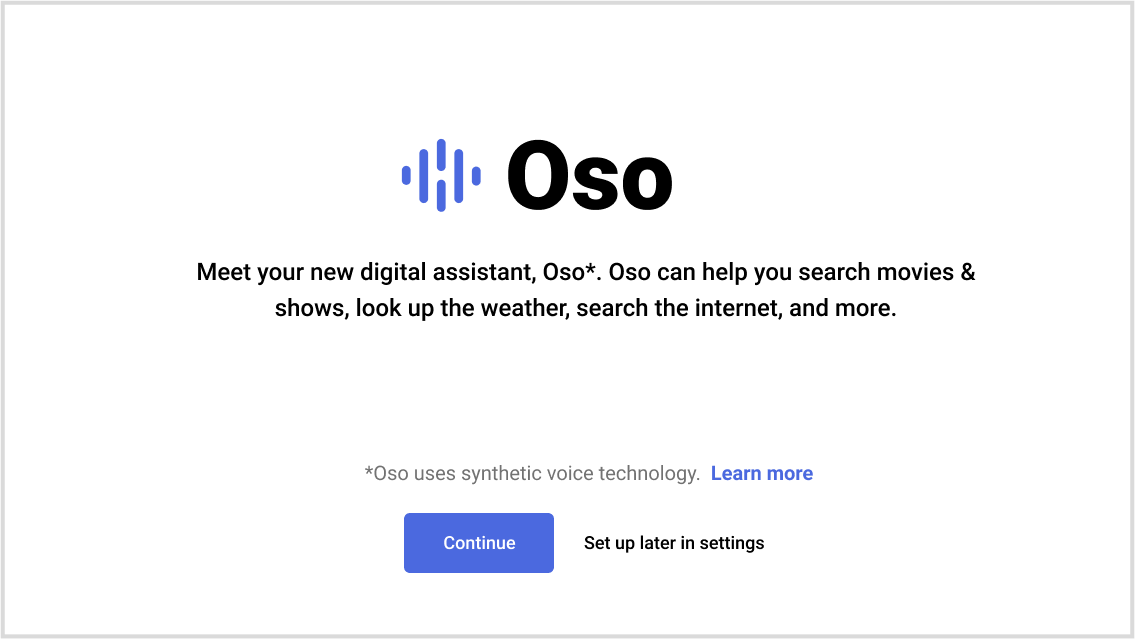 Oso
Meet your new digital assistant, Oso*. Oso can help you search movies &
shows, look up the weather, search the internet, and more.
*Oso uses synthetic voice technology. Learn more
Continue Set up later in settings